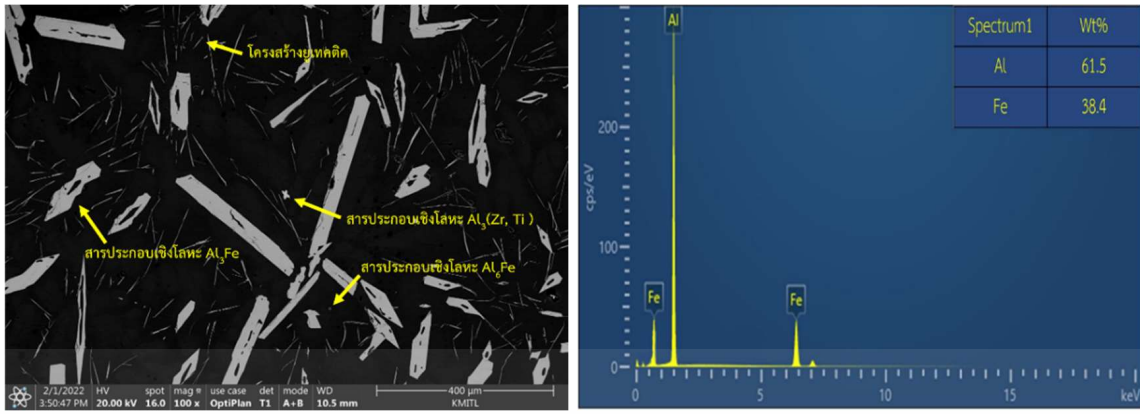 โครงสร้างยูเทคติค
สารประกอบเชิงโลหะ Al₃(Zr, Ti )
สารประกอบเชิงโลหะ Al₃Fe
สารประกอบเชิงโลหะ Al₆Fe
2/1/2022 HV spot mag use case det mode WD 400 µm
3:50:47 PM 20.00 kV 16.0 100 x OptiPlan T1 A+B 10.5 mm KMITL
Spectrum1 Wt%
Al 61.5
Fe 38.4
Al
Fe
Fe
cps/eV
200
100
0
0 5 10 15 keV